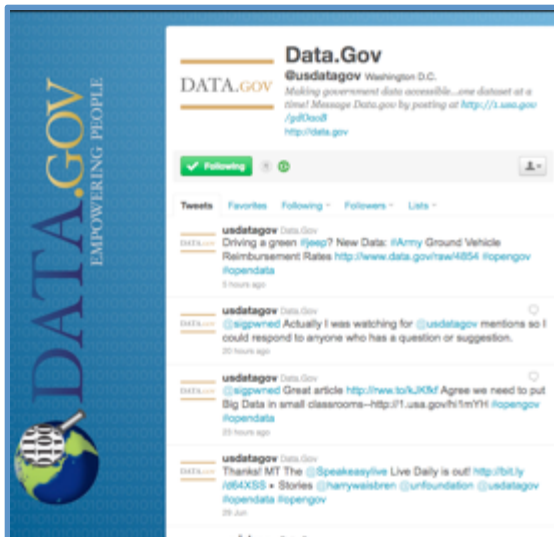 DATA.GOV
EMPOWERING PEOPLE
DATA.GOV
Data.Gov
@usdatagov Washington D.C.
Making government data accessible...one dataset at a
time! Message Data.gov by posting at http://1.usa.gov
http://data.gov
Following
Tweets Favorites Following Followers Lists
usdatagov Data.Gov
Driving a green #jeep? New Data: #Army Ground Vehicle
Reimbursement Rates http://www.data.gov/raw/4854 #opengov
#opendata
5 hours ago
usdatagov Data.Gov
@sigpwned Actually I was watching for @usdatagov mentions so I
could respond to anyone who has a question or suggestion.
20 hours ago
usdatagov Data.Gov
@sigpwned Great article Agree we need to put
Big Data in small classrooms--http://1.usa.gov/hi1mYH #opengov
#opendata
23 hours ago
usdatagov Data.Gov
Thanks! MT The @Speakeasylive Live Daily is out! http://bit.ly
/d64XSS ▸ Stories @harrywaisbren @unfoundation @usdatagov
#opendata #opengov
29 Jun